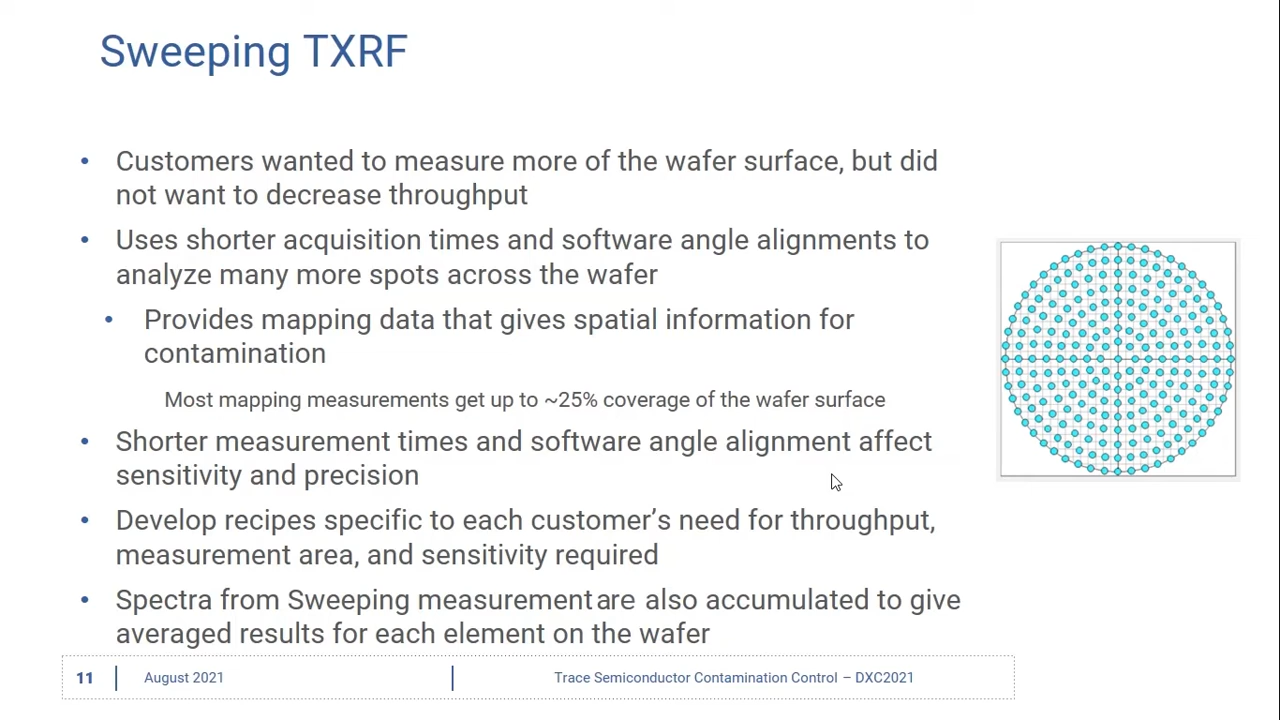 Sweeping TXRF
• Customers wanted to measure more of the wafer surface, but did
not want to decrease throughput
• Uses shorter acquisition times and software angle alignments to
analyze many more spots across the wafer
• Provides mapping data that gives spatial information for
contamination
Most mapping measurements get up to ~25% coverage of the wafer surface
• Shorter measurement times and software angle alignment affect
sensitivity and precision
• Develop recipes specific to each customer’s need for throughput,
measurement area, and sensitivity required
• Spectra from Sweeping measurement are also accumulated to give
averaged results for each element on the wafer
11 August 2021 Trace Semiconductor Contamination Control – DXC2021